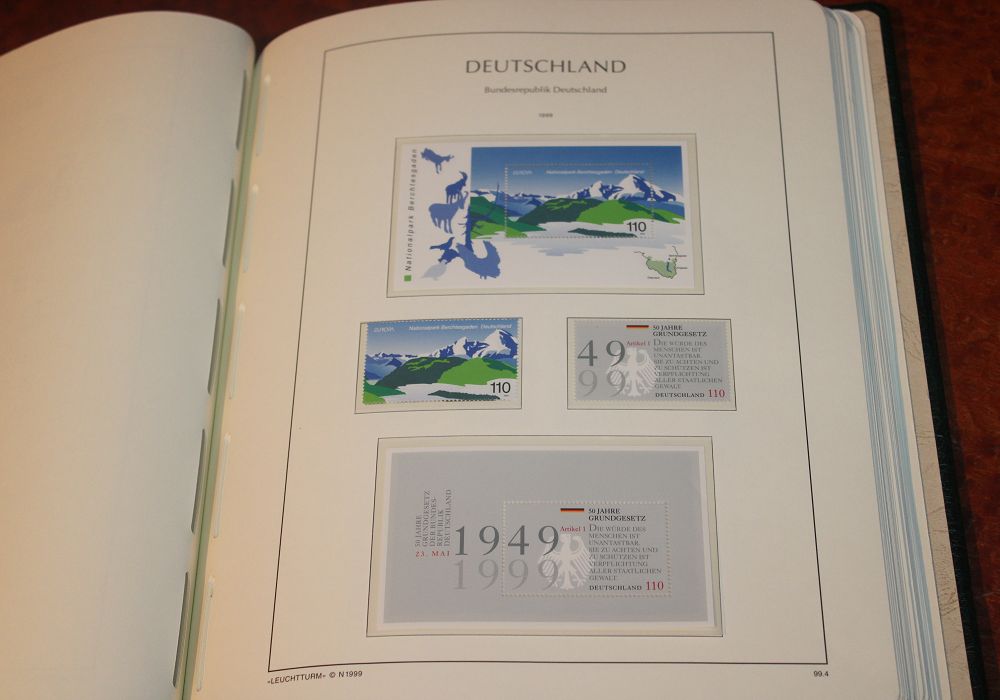 DEUTSCHLAND
Bundesrepublik Deutschland
1999
Nationalpark Berchtesgaden
EUROPA Nationalpark Berchtesgaden Deutschland
110
EUROPA Nationalpark Berchtesgaden Deutschland
110
50 JAHRE
GRUNDGESETZ
Artikel 1 DIE WÜRDE DES
MENSCHEN IST
UNANTASTBAR.
SIE ZU ACHTEN UND
ZU SCHÜTZEN IST
VERPFLICHTUNG
ALLER STAATLICHEN
GEWALT
49
99
DEUTSCHLAND 110
50 JAHRE
GRUNDGESETZ
DER BUNDES-
REPUBLIK
DEUTSCHLAND
23. MAI
1949
1999
50 JAHRE
GRUNDGESETZ
Artikel 1 DIE WÜRDE DES
MENSCHEN IST
UNANTASTBAR.
SIE ZU ACHTEN UND
ZU SCHÜTZEN IST
VERPFLICHTUNG
ALLER STAATLICHEN
GEWALT
DEUTSCHLAND 110
»LEUCHTTURM« © N1999
99.4